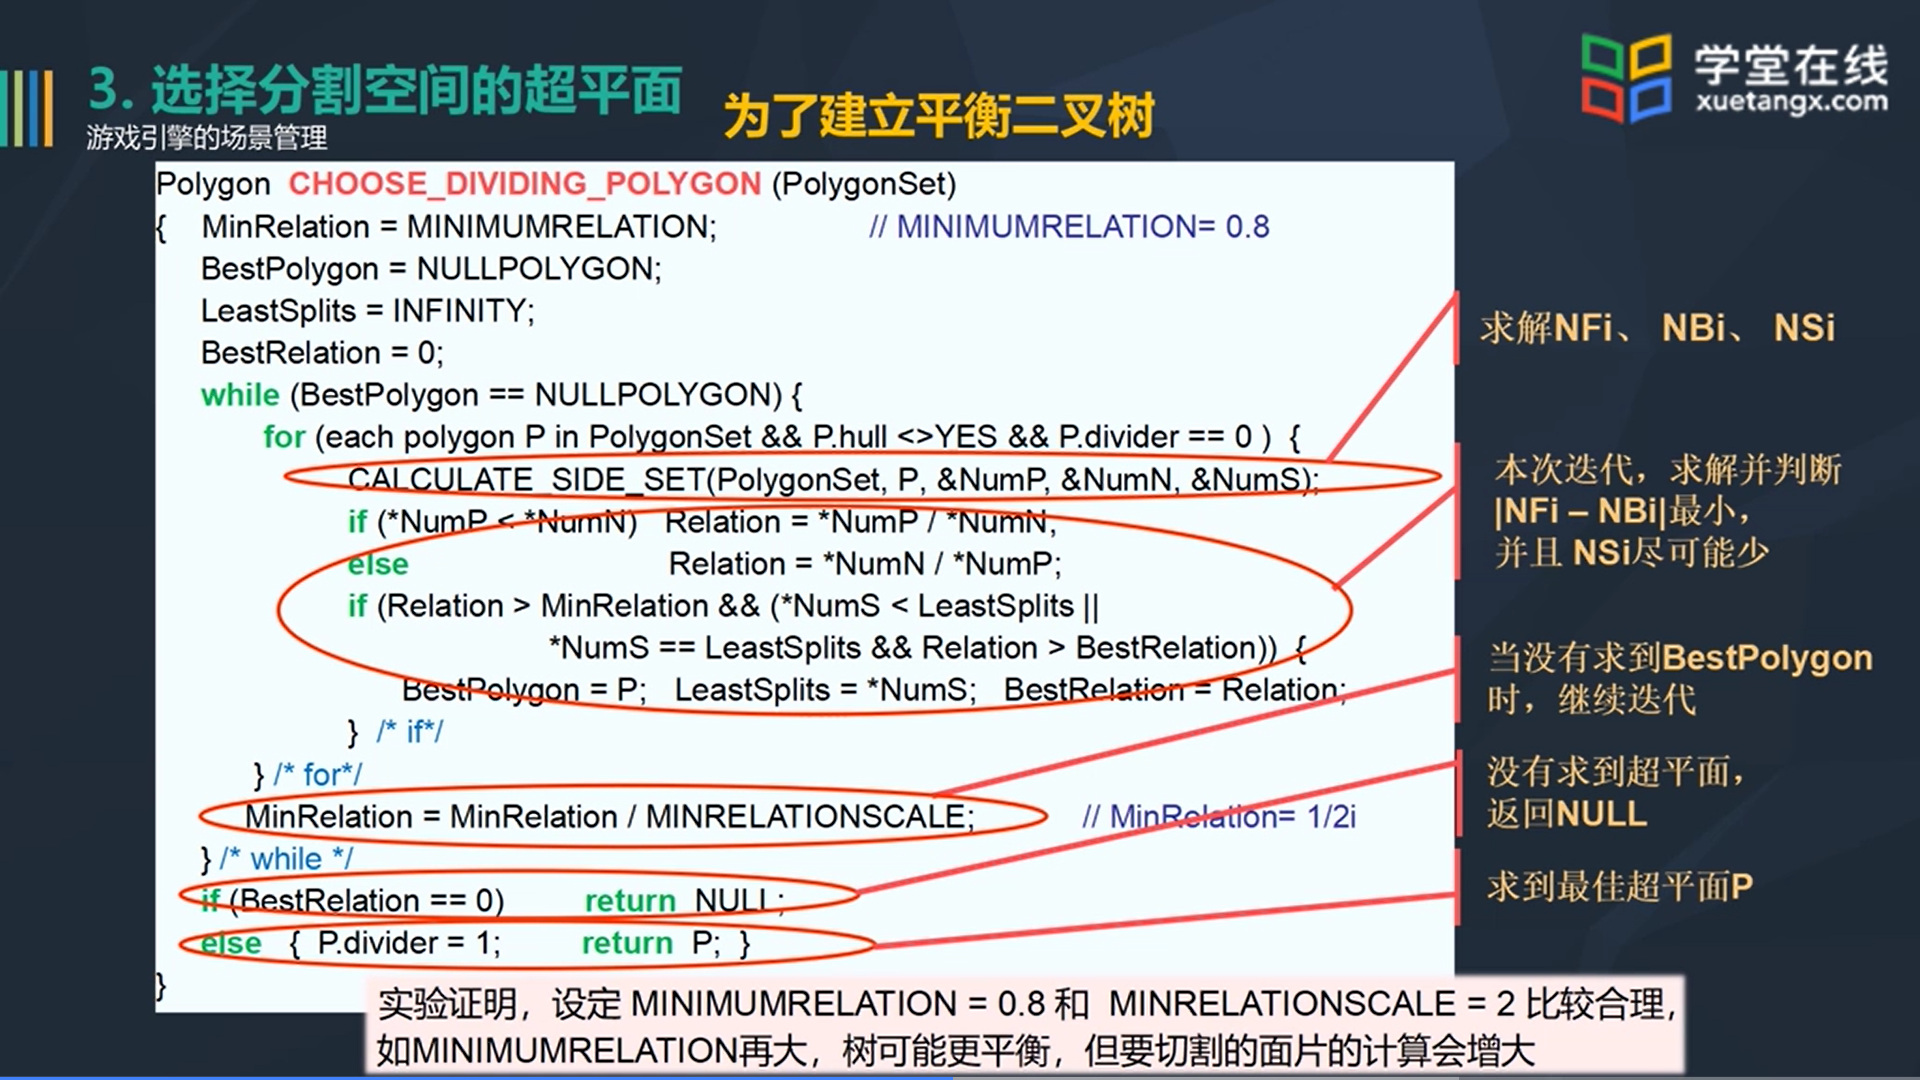 3. 选择分割空间的超平面
为了建立平衡二叉树
游戏引擎的场景管理
学堂在线
xuetangx.com
Polygon CHOOSE_DIVIDING_POLYGON (PolygonSet)
{ MinRelation = MINIMUMRELATION; // MINIMUMRELATION= 0.8
BestPolygon = NULLPOLYGON;
LeastSplits = INFINITY;
BestRelation = 0;
while (BestPolygon == NULLPOLYGON) {
for (each polygon P in PolygonSet && P.hull <>YES && P.divider == 0 ) {
CALCULATE_SIDE_SET(PolygonSet, P, &NumP, &NumN, &NumS);
if (*NumP < *NumN) Relation = *NumP / *NumN;
else Relation = *NumN / *NumP;
if (Relation > MinRelation && (*NumS < LeastSplits ||
*NumS == LeastSplits && Relation > BestRelation)) {
BestPolygon = P; LeastSplits = *NumS; BestRelation = Relation;
} /* if*/
} /* for*/
MinRelation = MinRelation / MINRELATIONSCALE; // MinRelation= 1/2i
} /* while */
if (BestRelation == 0) return NULL ;
else { P.divider = 1; return P; }
}
求解NFi、 NBi、 NSi
本次迭代，求解并判断
|NFi – NBi|最小，
并且 NSi尽可能少
当没有求到BestPolygon
时，继续迭代
没有求到超平面，
返回NULL
求到最佳超平面P
实验证明，设定 MINIMUMRELATION = 0.8 和 MINRELATIONSCALE = 2 比较合理，
如MINIMUMRELATION再大，树可能更平衡，但要切割的面片的计算会增大